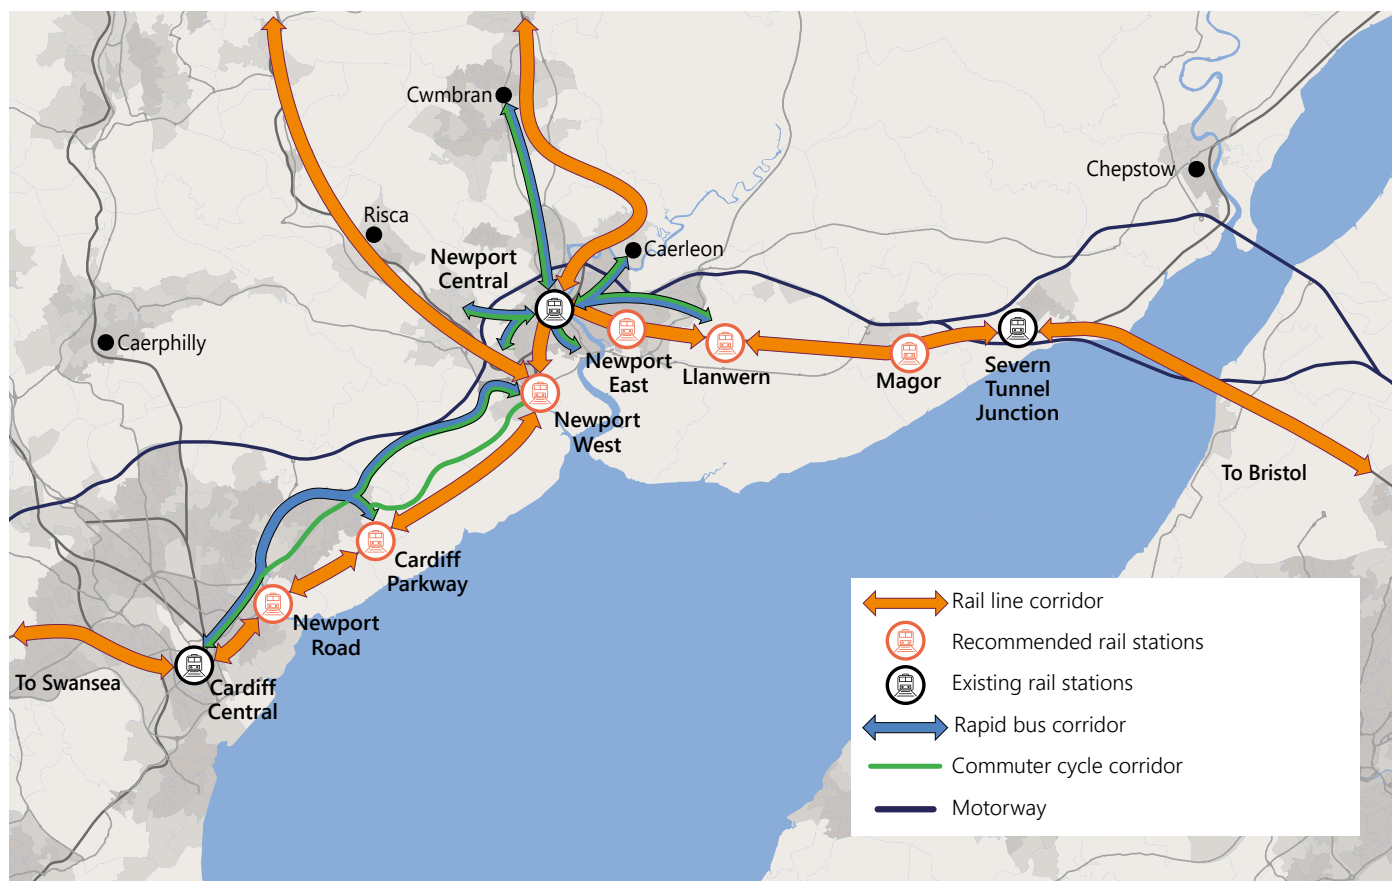 Cwmbran
Chepstow
Risca
Caerleon
Newport
Central
Caerphilly
Newport
East
Llanwern
Magor
Severn
Tunnel
Junction
Newport
West
To Bristol
Cardiff
Parkway
Newport
Road
To Swansea
Cardiff
Central
Rail line corridor
Recommended rail stations
Existing rail stations
Rapid bus corridor
Commuter cycle corridor
Motorway